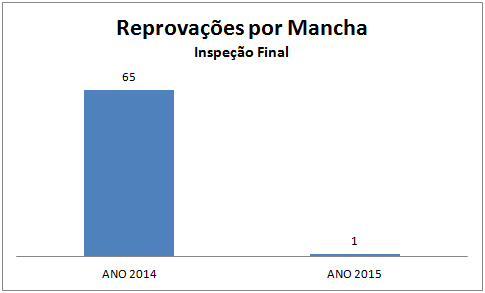 Reprovações por Mancha
Inspeção Final
65
1
ANO 2014
ANO 2015